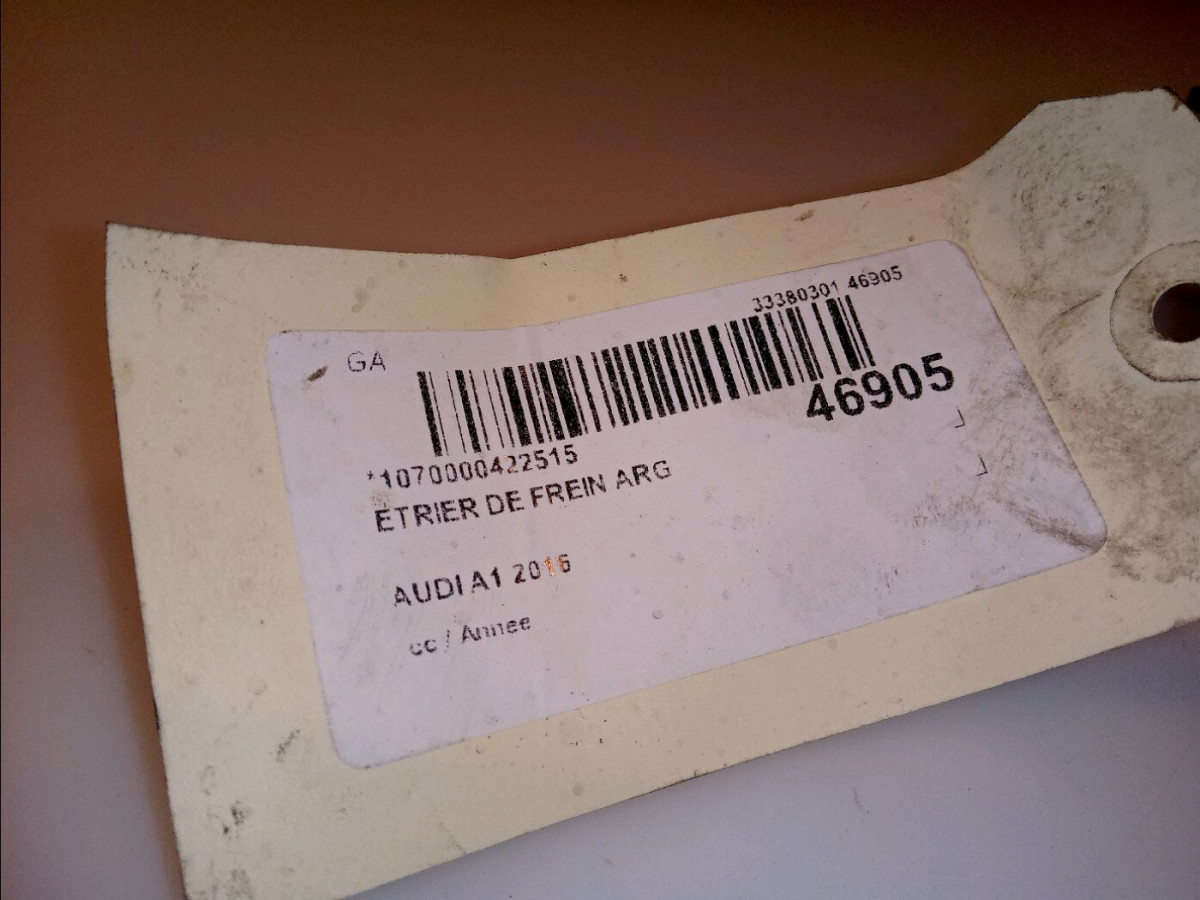 33380301 46905
GA
46905
*1070000422515
ETRIER DE FREIN ARG
AUDI A1 2016
cc / Annee